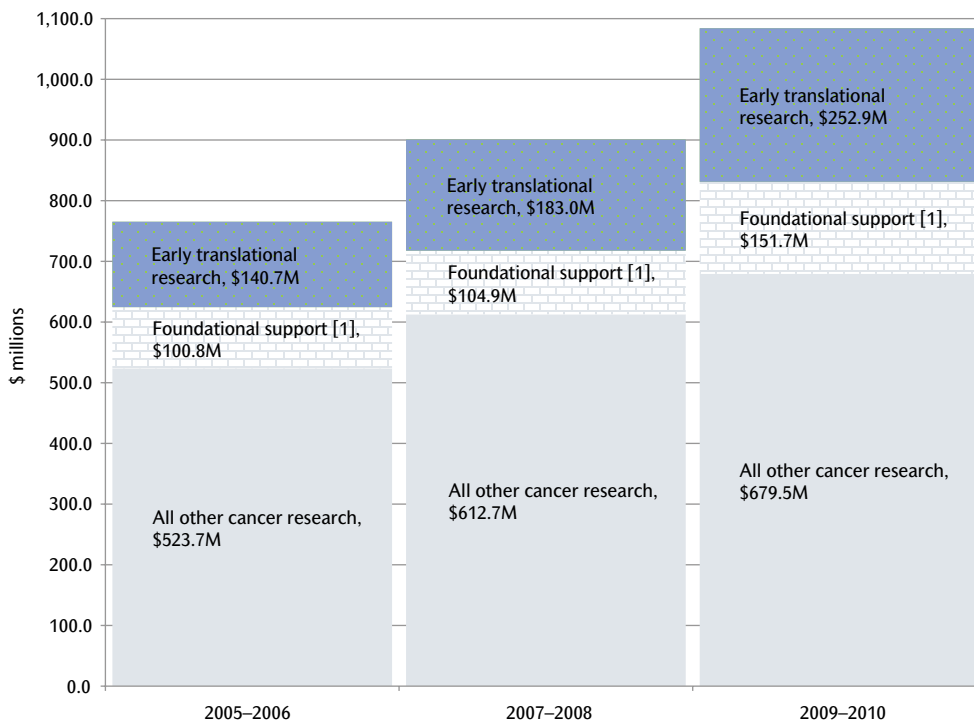 1,100.0
1,000.0
900.0
800.0
700.0
600.0
500.0
400.0
300.0
200.0
100.0
0.0
$ millions
Early translational
research, $140.7M
Foundational support [1],
$100.8M
All other cancer research,
$523.7M
Early translational
research, $183.0M
Foundational support [1],
$104.9M
All other cancer research,
$612.7M
Early translational
research, $252.9M
Foundational support [1],
$151.7M
All other cancer research,
$679.5M
2005–2006
2007–2008
2009–2010